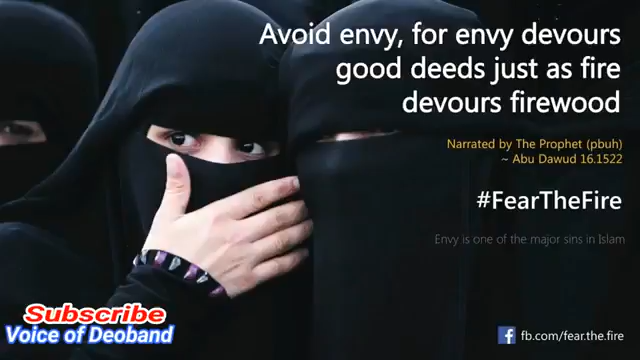 Avoid envy, for envy devours
good deeds just as fire
devours firewood
Narrated by The Prophet (pbuh)
~ Abu Dawud 16.1522
#FearTheFire
Envy is one of the major sins in Islam
Subscribe
Voice of Deoband
fb.com/fear.the.fire